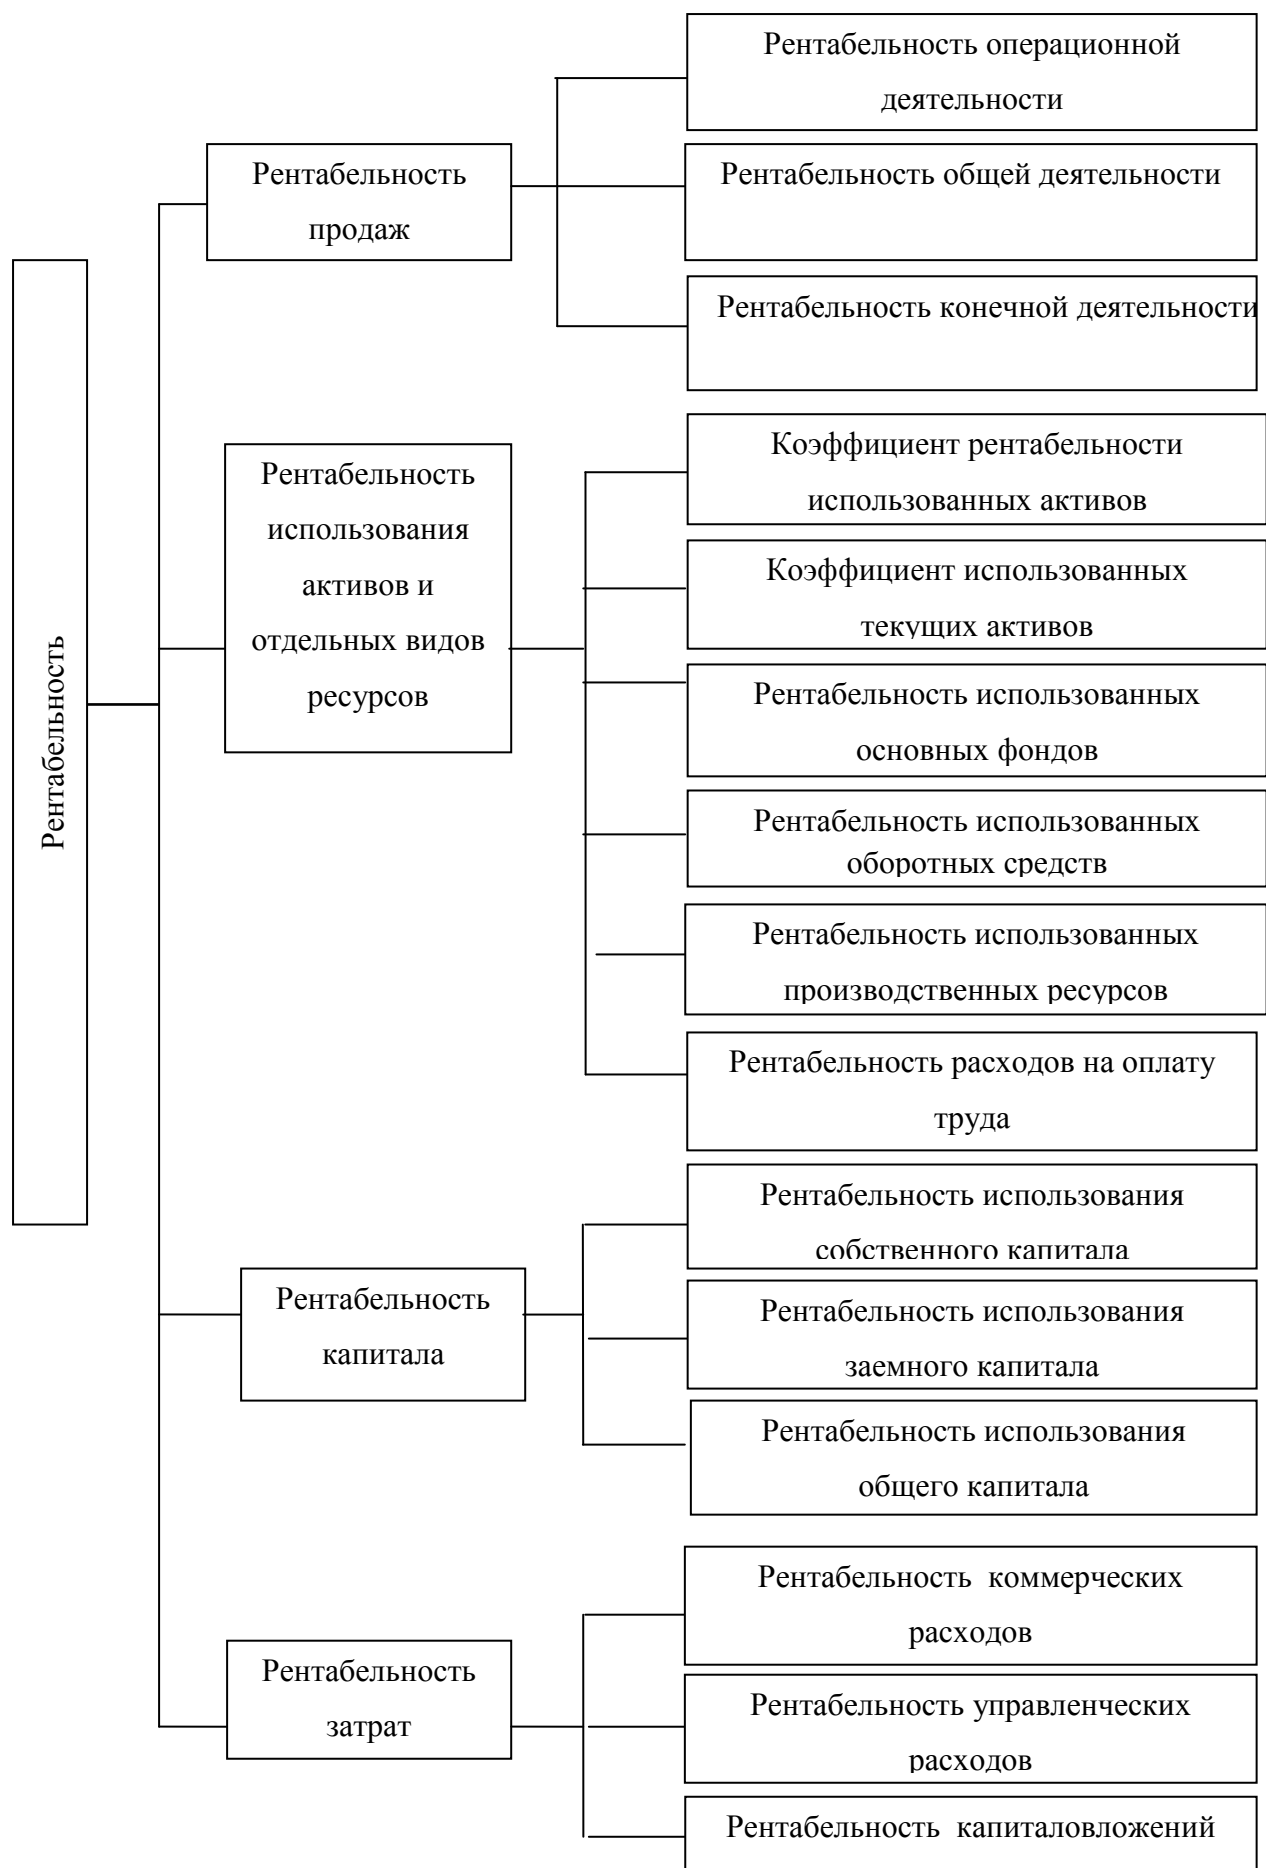 Рентабельность
Рентабельность
продаж
Рентабельность операционной
деятельности
Рентабельность общей деятельности
Рентабельность конечной деятельности
Рентабельность
использования
активов и
отдельных видов
ресурсов
Коэффициент рентабельности
использованных активов
Коэффициент использованных
текущих активов
Рентабельность использованных
основных фондов
Рентабельность использованных
оборотных средств
Рентабельность использованных
производственных ресурсов
Рентабельность расходов на оплату
труда
Рентабельность
капитала
Рентабельность использования
собственного капитала
Рентабельность использования
заемного капитала
Рентабельность использования
общего капитала
Рентабельность
затрат
Рентабельность коммерческих
расходов
Рентабельность управленческих
расходов
Рентабельность капиталовложений